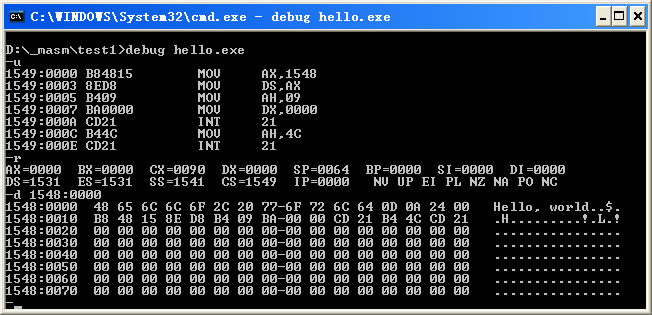 C:\WINDOWS\System32\cmd.exe - debug hello.exe
D:\_masm\test1>debug hello.exe
-u
1549:0000 B84815 MOV AX,1548
1549:0003 8ED8 MOV DS,AX
1549:0005 B409 MOV AH,09
1549:0007 BA0000 MOV DX,0000
1549:000A CD21 INT 21
1549:000C B44C MOV AH,4C
1549:000E CD21 INT 21
-r
AX=0000 BX=0000 CX=0090 DX=0000 SP=0064 BP=0000 SI=0000 DI=0000
DS=1531 ES=1531 SS=1541 CS=1549 IP=0000 NV UP EI PL NZ NA PO NC
-d 1548:0000
1548:0000 48 65 6C 6C 6F 2C 20 77-6F 72 6C 64 0D 0A 24 00 Hello, world..$.
1548:0010 B8 48 15 8E D8 B4 09 BA-00 00 CD 21 B4 4C CD 21 .H.........!.L.!
1548:0020 00 00 00 00 00 00 00 00-00 00 00 00 00 00 00 00 ................
1548:0030 00 00 00 00 00 00 00 00-00 00 00 00 00 00 00 00 ................
1548:0040 00 00 00 00 00 00 00 00-00 00 00 00 00 00 00 00 ................
1548:0050 00 00 00 00 00 00 00 00-00 00 00 00 00 00 00 00 ................
1548:0060 00 00 00 00 00 00 00 00-00 00 00 00 00 00 00 00 ................
1548:0070 00 00 00 00 00 00 00 00-00 00 00 00 00 00 00 00 ................
-